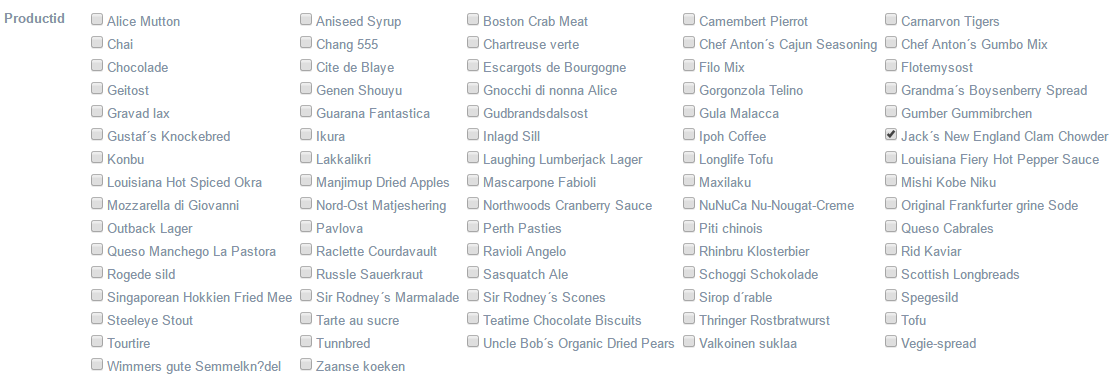 Productid Alice Mutton Aniseed Syrup Boston Crab Meat Camembert Pierrot Carnarvon Tigers
Chai Chang 555 Chartreuse verte Chef Anton´s Cajun Seasoning Chef Anton´s Gumbo Mix
Chocolade Cite de Blaye Escargots de Bourgogne Filo Mix Flotemysost
Geitost Genen Shouyu Gnocchi di nonna Alice Gorgonzola Telino Grandma´s Boysenberry Spread
Gravad lax Guarana Fantastica Gudbrandsdalsost Gula Malacca Gumber Gummibrchen
Gustaf´s Knockebred Ikura Inlagd Sill Ipoh Coffee Jack´s New England Clam Chowder
Konbu Lakkalikri Laughing Lumberjack Lager Longlife Tofu Louisiana Fiery Hot Pepper Sauce
Louisiana Hot Spiced Okra Manjimup Dried Apples Mascarpone Fabioli Maxilaku Mishi Kobe Niku
Mozzarella di Giovanni Nord-Ost Matjeshering Northwoods Cranberry Sauce NuNuCa Nu-Nougat-Creme Original Frankfurter grine Sode
Outback Lager Pavlova Perth Pasties Piti chinois Queso Cabrales
Queso Manchego La Pastora Raclette Courdavault Ravioli Angelo Rhinbru Klosterbier Rid Kaviar
Rogede sild Russle Sauerkraut Sasquatch Ale Schoggi Schokolade Scottish Longbreads
Singaporean Hokkien Fried Mee Sir Rodney´s Marmalade Sir Rodney´s Scones Sirop d´rable Spegesild
Steeleye Stout Tarte au sucre Teatime Chocolate Biscuits Thringer Rostbratwurst Tofu
Tourtire Tunnbred Uncle Bob´s Organic Dried Pears Valkoinen suklaa Vegie-spread
Wimmers gute Semmelkn?del Zaanse koeken